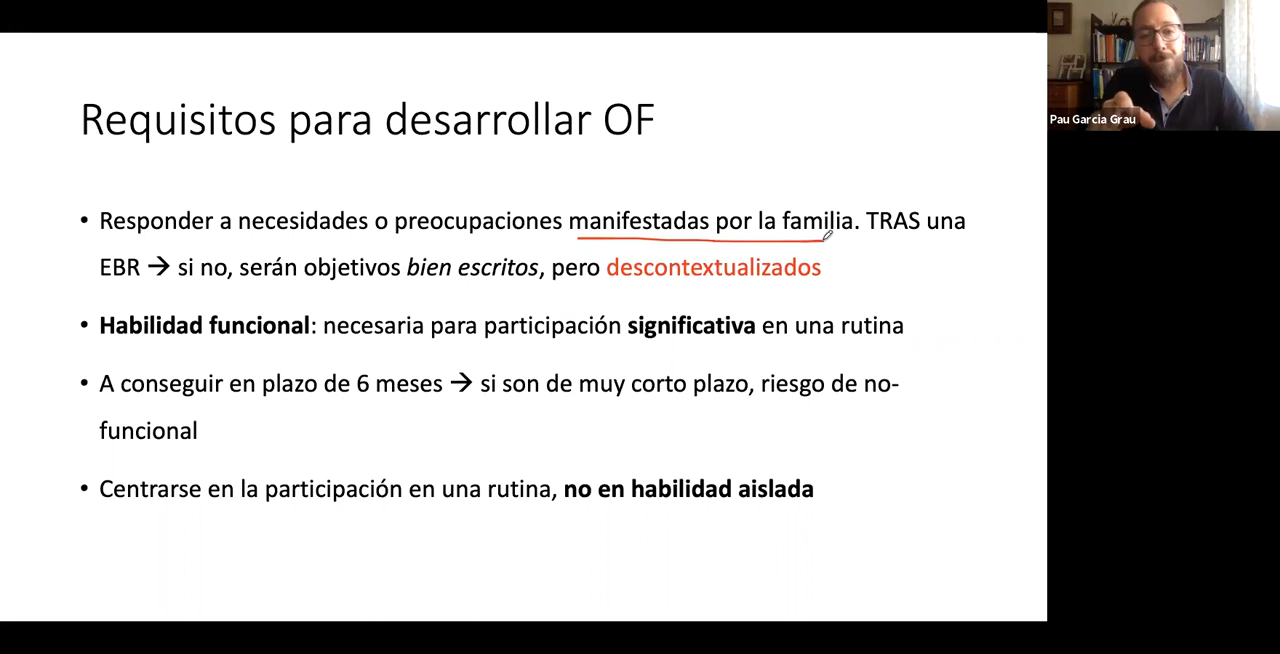 Requisitos para desarrollar OF
• Responder a necesidades o preocupaciones manifestadas por la familia. TRAS una
EBR → si no, serán objetivos bien escritos, pero descontextualizados
• Habilidad funcional: necesaria para participación significativa en una rutina
• A conseguir en plazo de 6 meses → si son de muy corto plazo, riesgo de no-
funcional
• Centrarse en la participación en una rutina, no en habilidad aislada
Pau Garcia Grau